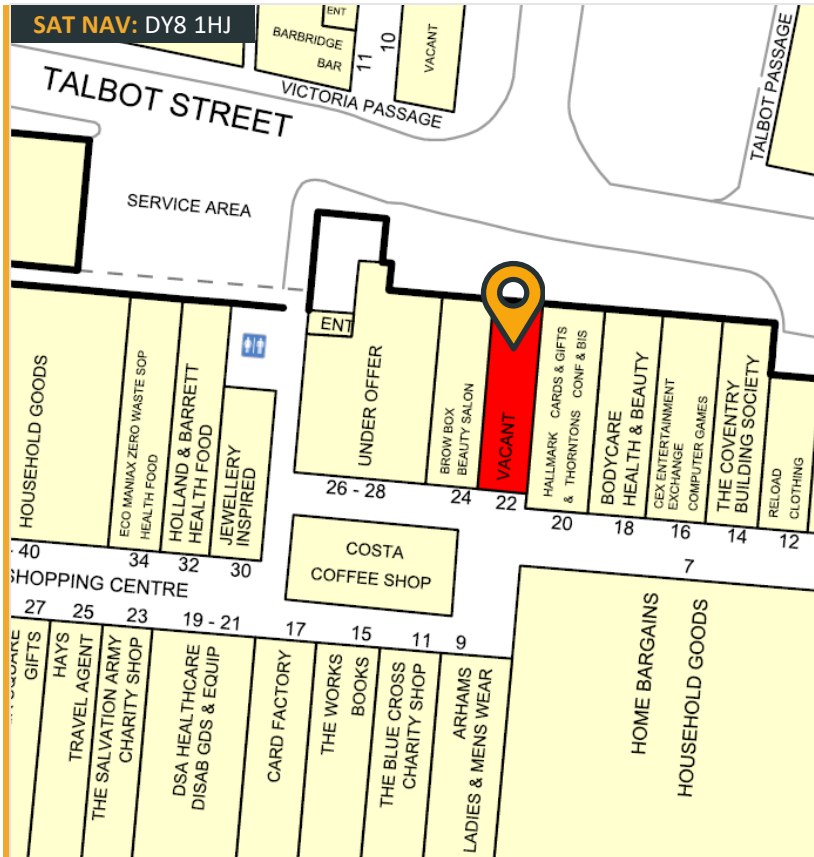 SAT NAV: DY8 1HJ
ENT
BARBRIDGE
BAR
11
10
VACANT
TALBOT STREET
VICTORIA PASSAGE
TALBOT PASSAGE
SERVICE AREA
HOUSEHOLD GOODS
ECO MANIAX ZERO WASTE SOP
HEALTH FOOD
HOLLAND & BARRETT
HEALTH FOOD
JEWELLERY
INSPIRED
ENT
UNDER OFFER
BROW BOX
BEAUTY SALON
VACANT
HALLMARK CARDS & GIFTS
& THORNTONS CONF & BIS
BODYCARE
HEALTH & BEAUTY
CEX ENTERTAINMENT
EXCHANGE
COMPUTER GAMES
THE COVENTRY
BUILDING SOCIETY
RELOAD
CLOTHING
- 40
34
32
30
26 - 28
24
22
20
18
16
14
12
COSTA
COFFEE SHOP
SHOPPING CENTRE
7
27
25
23
19 - 21
17
15
11
9
SQUARE
GIFTS
HAYS
TRAVEL AGENT
THE SALVATION ARMY
CHARITY SHOP
DSA HEALTHCARE
DISAB GDS & EQUIP
CARD FACTORY
THE WORKS
BOOKS
THE BLUE CROSS
CHARITY SHOP
ARHAMS
LADIES & MENS WEAR
HOME BARGAINS
HOUSEHOLD GOODS